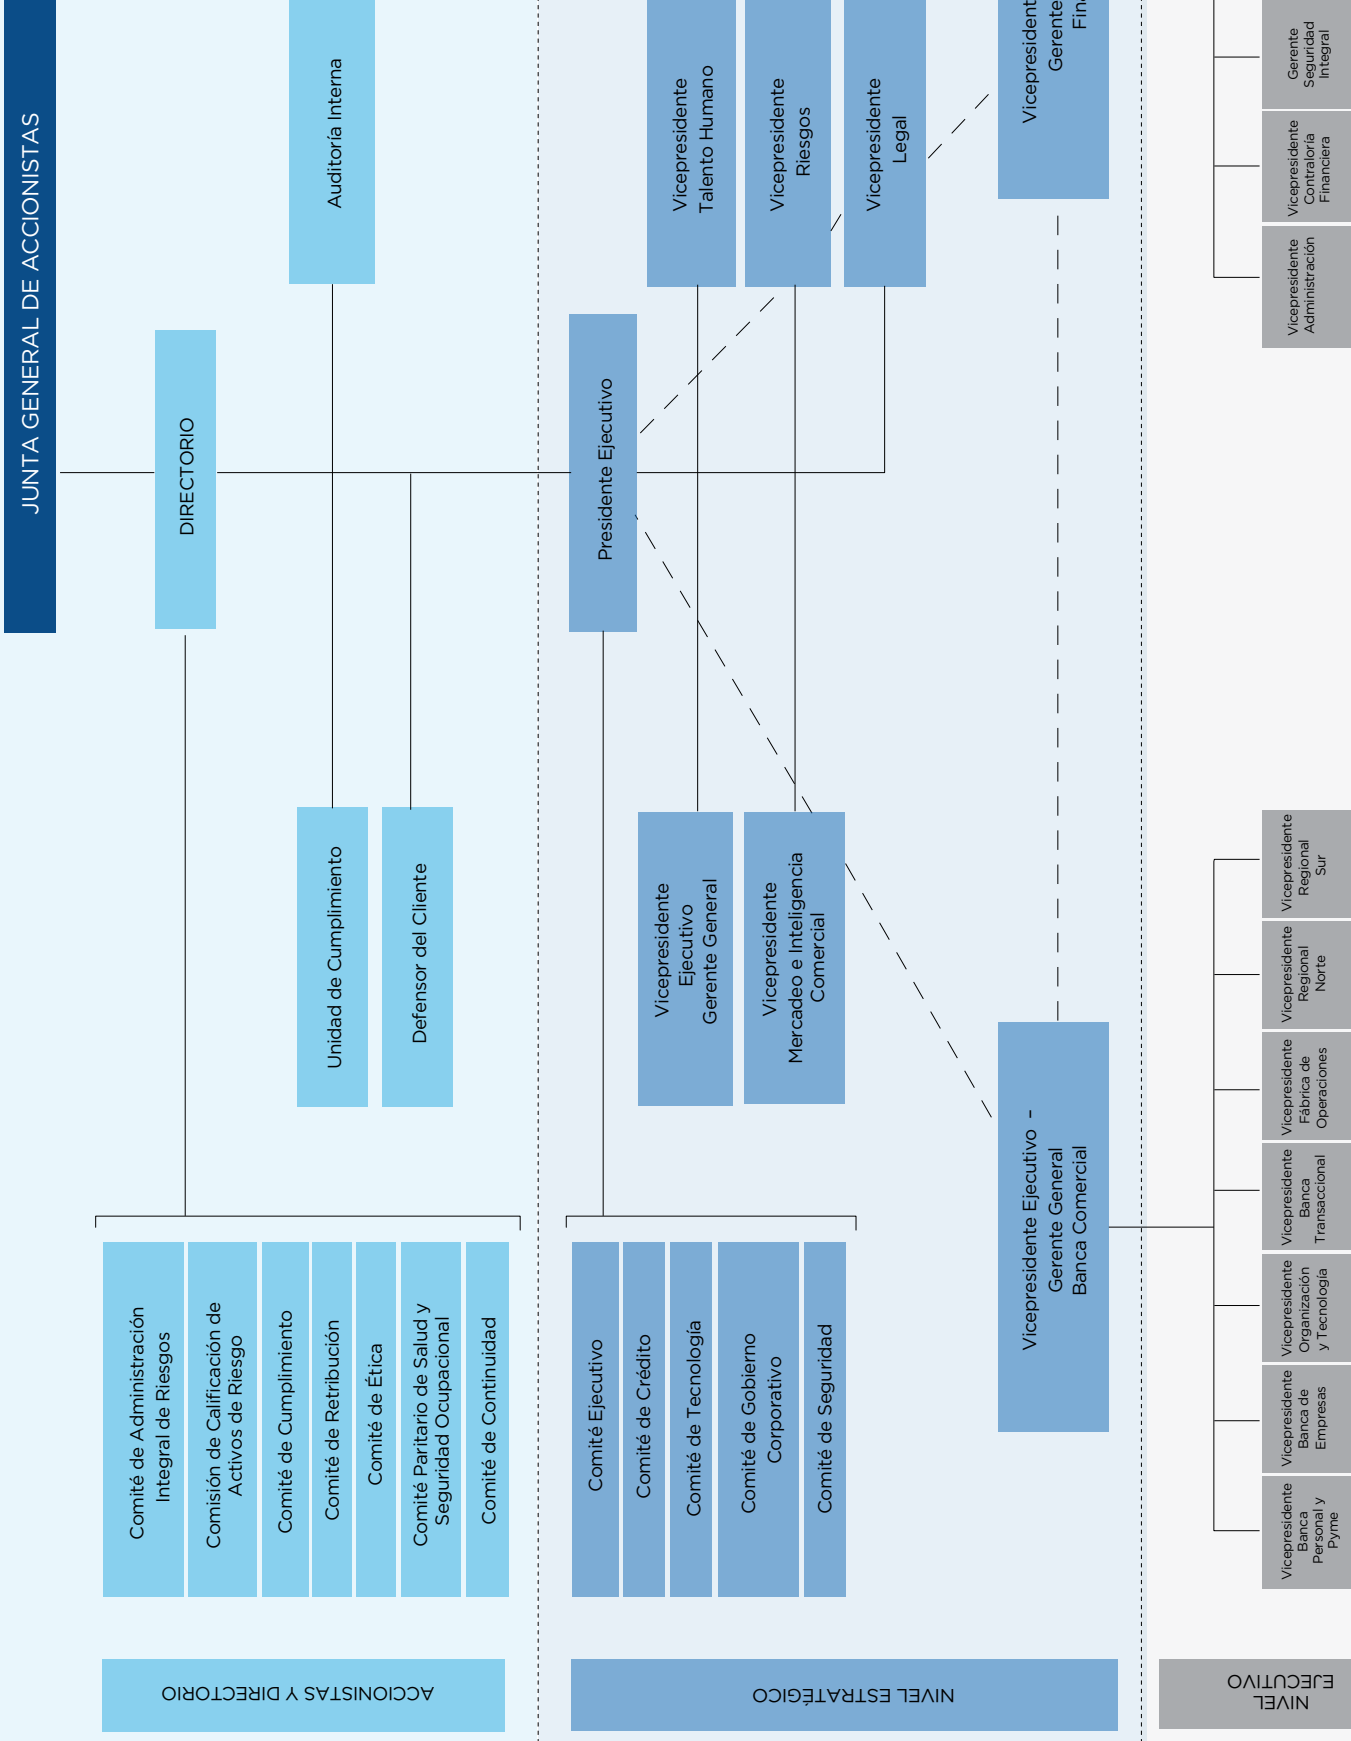 JUNTA GENERAL DE ACCIONISTAS
DIRECTORIO
Auditoría Interna
Unidad de Cumplimiento
Defensor del Cliente
Comité de Administración
Integral de Riesgos
Comisión de Calificación de
Activos de Riesgo
Comité de Cumplimiento
Comité de Retribución
Comité de Ética
Comité Paritario de Salud y
Seguridad Ocupacional
Comité de Continuidad
ACCIONISTAS Y DIRECTORIO
Presidente Ejecutivo
Vicepresidente
Talento Humano
Vicepresidente
Riesgos
Vicepresidente
Legal
Vicepresidente
Ejecutivo
Gerente General
Vicepresidente
Mercadeo e Inteligencia
Comercial
Comité Ejecutivo
Comité de Crédito
Comité de Tecnología
Comité de Gobierno
Corporativo
Comité de Seguridad
Vicepresidente Ejecutivo -
Gerente General
Banca Comercial
Gerente
NIVEL ESTRATÉGICO
Vicepresidente
Banca
Personal y
Pyme
Vicepresidente
Banca de
Empresas
Vicepresidente
Organización
y Tecnología
Vicepresidente
Banca
Transaccional
Vicepresidente
Fábrica de
Operaciones
Vicepresidente
Regional
Norte
Vicepresidente
Regional
Sur
Vicepresidente
Administración
Vicepresidente
Contraloría
Financiera
Gerente
Seguridad
Integral
NIVEL
EJECUTIVO